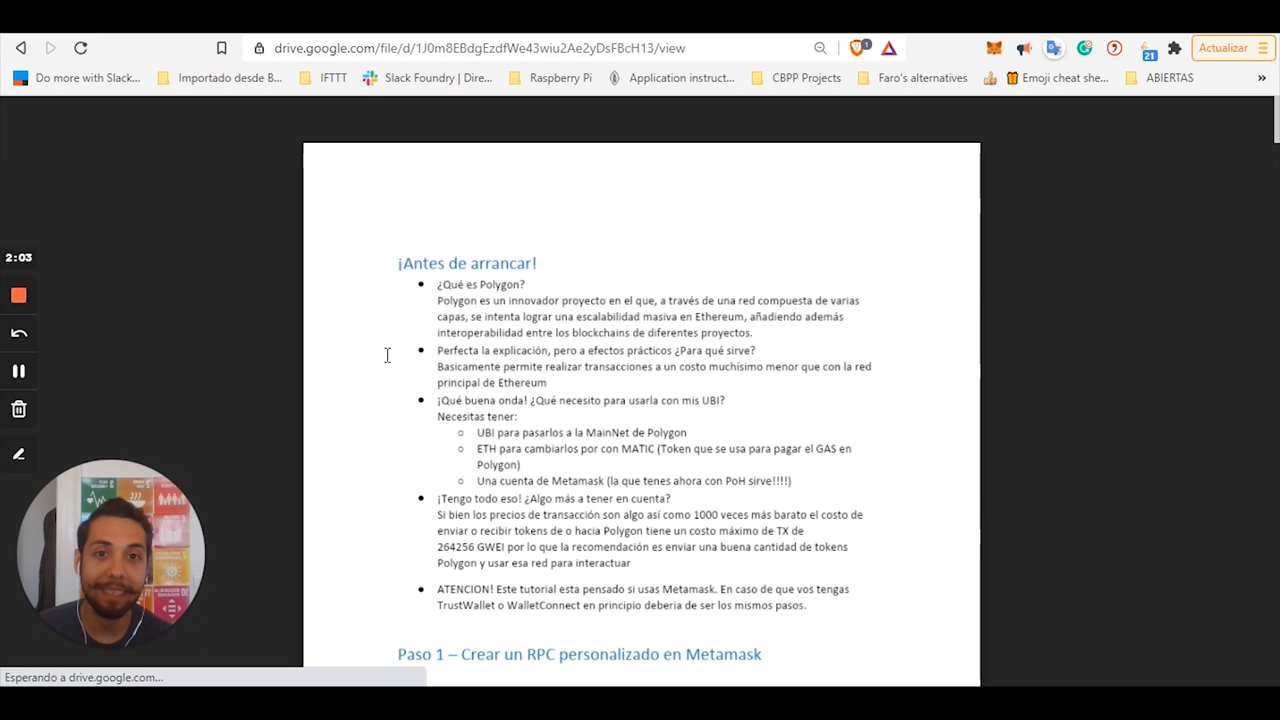 drive.google.com/file/d/1J0m8EBdgEzdfWe43wiu2Ae2yDsFBcH13/view
1
21
Actualizar
Do more with Slack...
Importado desde B...
IFTTT
Slack Foundry | Dire...
Raspberry Pi
Application instruct...
CBPP Projects
Faro's alternatives
Emoji cheat she...
ABIERTAS
»
2:03
¡Antes de arrancar!
• ¿Qué es Polygon?
Polygon es un innovador proyecto en el que, a través de una red compuesta de varias
capas, se intenta lograr una escalabilidad masiva en Ethereum, añadiendo además
interoperabilidad entre los blockchains de diferentes proyectos.
• Perfecta la explicación, pero a efectos prácticos ¿Para qué sirve?
Basicamente permite realizar transacciones a un costo muchísimo menor que con la red
principal de Ethereum
• ¡Qué buena onda! ¿Qué necesito para usarla con mis UBI?
Necesitas tener:
○ UBI para pasarlos a la MainNet de Polygon
○ ETH para cambiarlos por con MATIC (Token que se usa para pagar el GAS en
Polygon)
○ Una cuenta de Metamask (la que tenes ahora con PoH sirve!!!!)
• ¡Tengo todo eso! ¿Algo más a tener en cuenta?
Si bien los precios de transacción son algo así como 1000 veces más barato el costo de
enviar o recibir tokens de o hacia Polygon tiene un costo máximo de TX de
264256 GWEI por lo que la recomendación es enviar una buena cantidad de tokens
Polygon y usar esa red para interactuar
• ATENCION! Este tutorial esta pensado si usas Metamask. En caso de que vos tengas
TrustWallet o WalletConnect en principio deberia de ser los mismos pasos.
Paso 1 – Crear un RPC personalizado en Metamask
Esperando a drive.google.com...